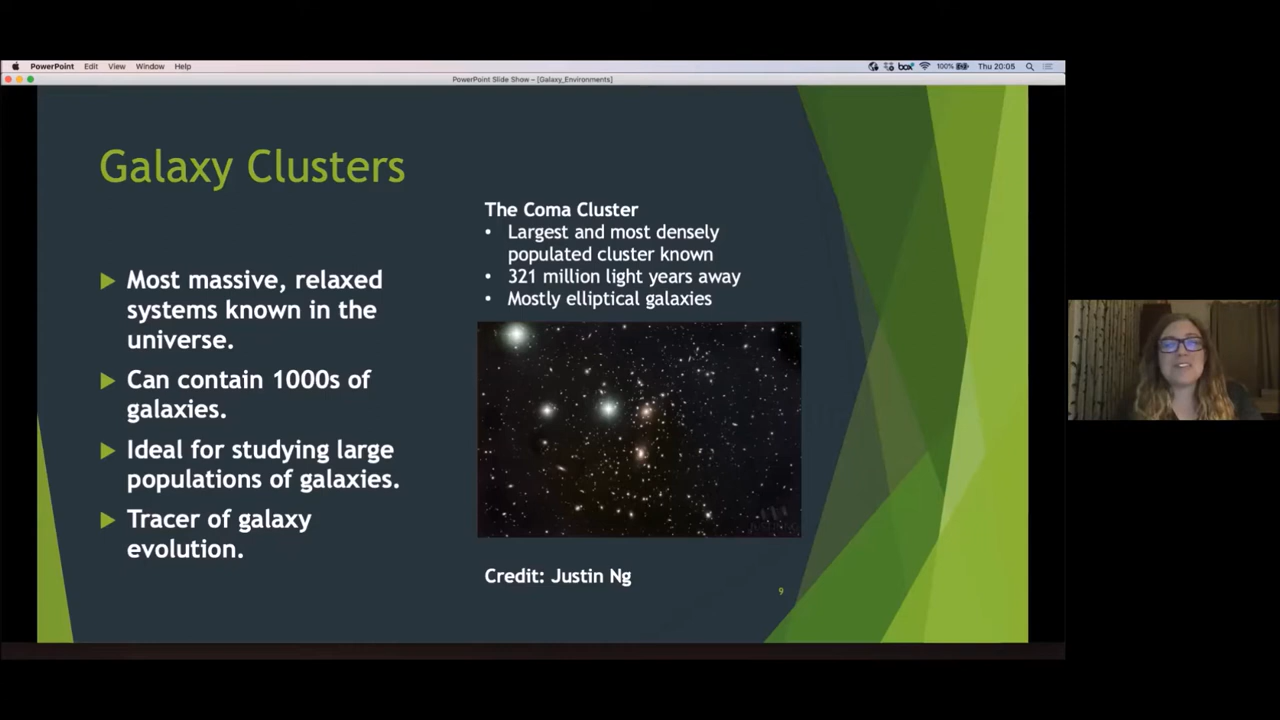 PowerPoint Edit View Window Help
box 100% Thu 20:05
PowerPoint Slide Show – [Galaxy_Environments]
Galaxy Clusters
Most massive, relaxed
systems known in the
universe.
Can contain 1000s of
galaxies.
Ideal for studying large
populations of galaxies.
Tracer of galaxy
evolution.
The Coma Cluster
• Largest and most densely
populated cluster known
• 321 million light years away
• Mostly elliptical galaxies
Credit: Justin Ng
9